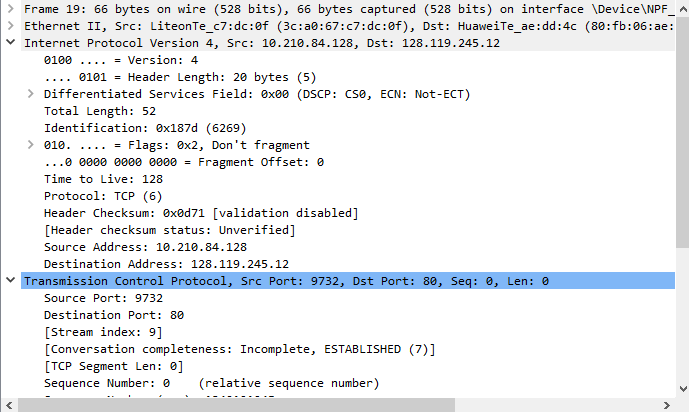 Frame 19: 66 bytes on wire (528 bits), 66 bytes captured (528 bits) on interface \Device\NPF_
Ethernet II, Src: LiteonTe_c7:dc:0f (3c:a0:67:c7:dc:0f), Dst: HuaweiTe_ae:dd:4c (80:fb:06:ae:
Internet Protocol Version 4, Src: 10.210.84.128, Dst: 128.119.245.12
0100 .... = Version: 4
.... 0101 = Header Length: 20 bytes (5)
Differentiated Services Field: 0x00 (DSCP: CS0, ECN: Not-ECT)
Total Length: 52
Identification: 0x187d (6269)
010. .... = Flags: 0x2, Don't fragment
...0 0000 0000 0000 = Fragment Offset: 0
Time to Live: 128
Protocol: TCP (6)
Header Checksum: 0x0d71 [validation disabled]
[Header checksum status: Unverified]
Source Address: 10.210.84.128
Destination Address: 128.119.245.12
Transmission Control Protocol, Src Port: 9732, Dst Port: 80, Seq: 0, Len: 0
Source Port: 9732
Destination Port: 80
[Stream index: 9]
[Conversation completeness: Incomplete, ESTABLISHED (7)]
[TCP Segment Len: 0]
Sequence Number: 0 (relative sequence number)